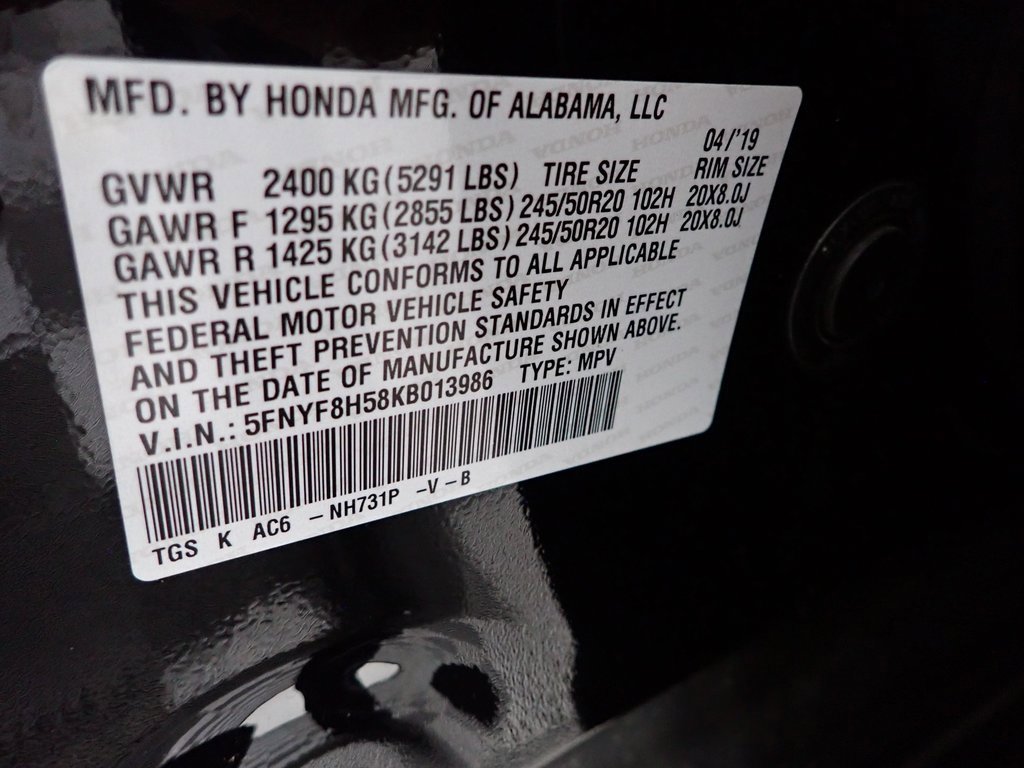 MFD. BY HONDA MFG. OF ALABAMA, LLC
04/'19
GVWR 2400 KG(5291 LBS) TIRE SIZE RIM SIZE
GAWR F 1295 KG(2855 LBS) 245/50R20 102H 20X8.0J
GAWR R 1425 KG(3142 LBS) 245/50R20 102H 20X8.0J
THIS VEHICLE CONFORMS TO ALL APPLICABLE
FEDERAL MOTOR VEHICLE SAFETY
AND THEFT PREVENTION STANDARDS IN EFFECT
ON THE DATE OF MANUFACTURE SHOWN ABOVE.
V.I.N.: 5FNYF8H58KB013986 TYPE: MPV
TGS K AC6 -NH731P -V-B